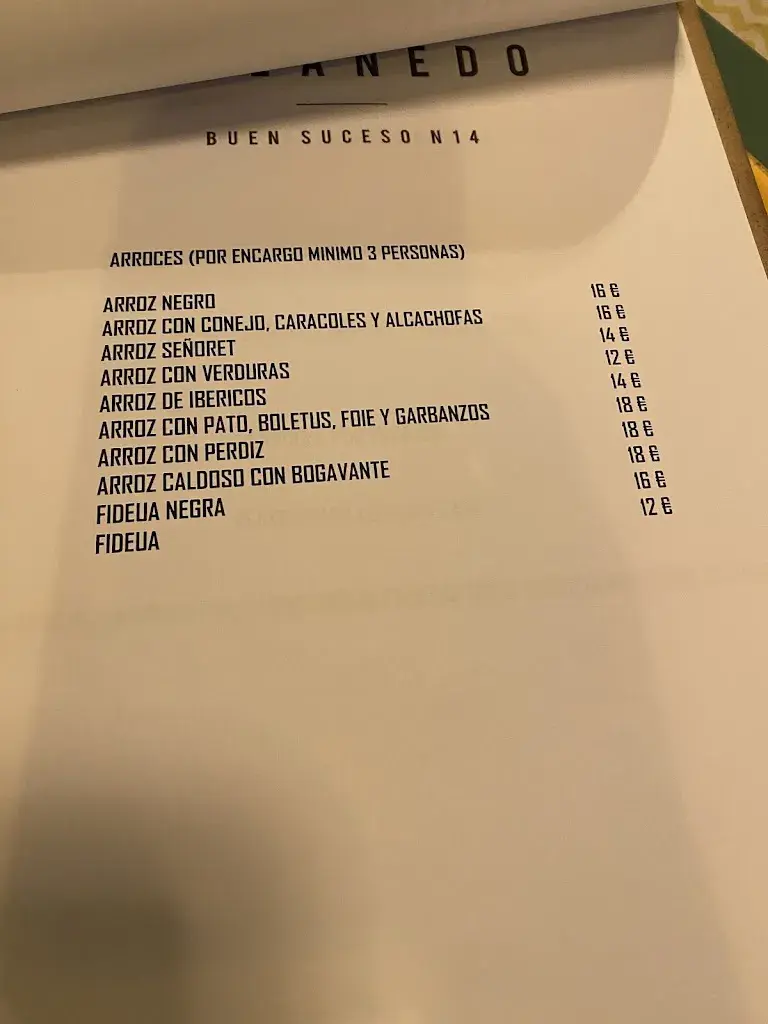 BUEN SUCESO N14
ARROCES (POR ENCARGO MINIMO 3 PERSONAS)
ARROZ NEGRO 16 €
ARROZ CON CONEJO, CARACOLES Y ALCACHOFAS 16 €
ARROZ SEÑORET 14 €
ARROZ CON VERDURAS 12 €
ARROZ DE IBERICOS 14 €
ARROZ CON PATO, BOLETUS, FOIE Y GARBANZOS 18 €
ARROZ CON PERDIZ 18 €
ARROZ CALDOSO CON BOGAVANTE 18 €
FIDEUA NEGRA 16 €
FIDEUA 12 €